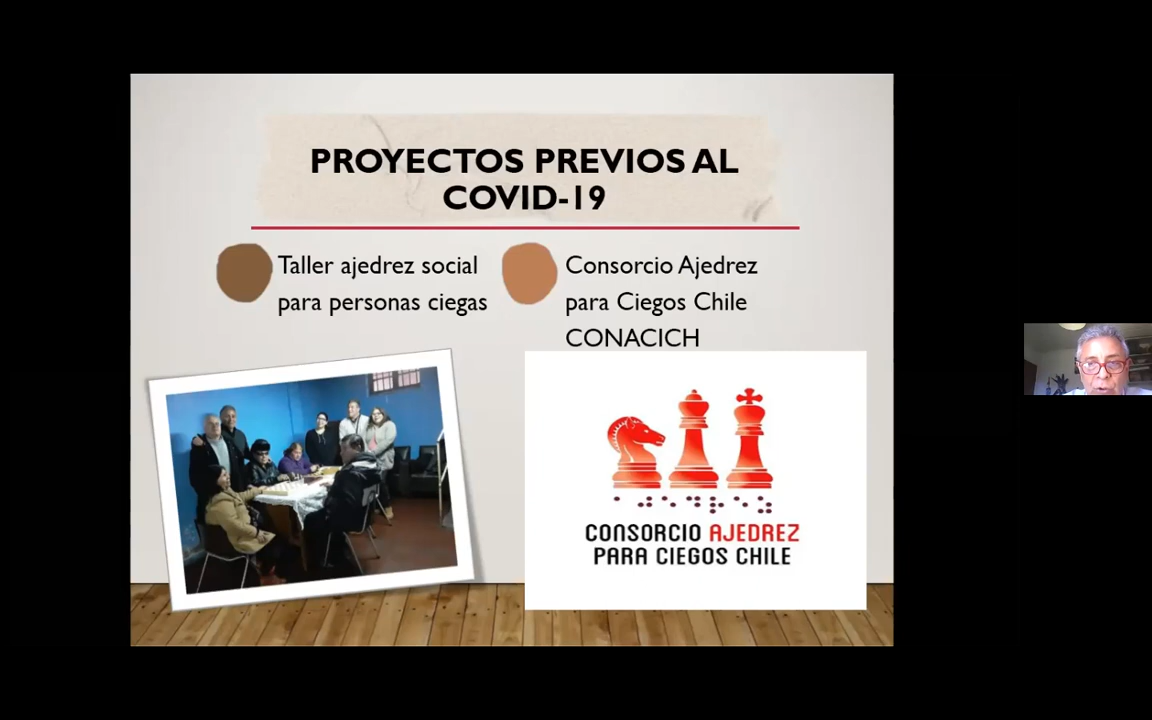 PROYECTOS PREVIOS AL
COVID-19
Taller ajedrez social
para personas ciegas
Consorcio Ajedrez
para Ciegos Chile
CONACICH
⠁⠚⠑⠙⠗⠑⠵
CONSORCIO AJEDREZ
PARA CIEGOS CHILE